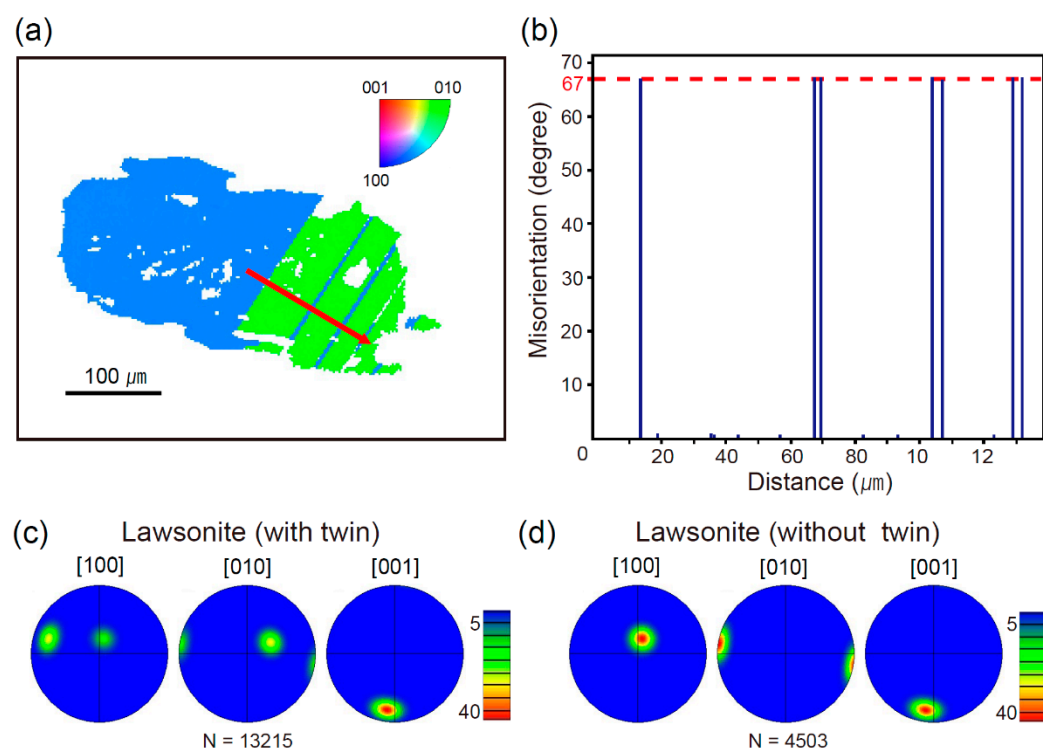 (a)
001 010
100
100 µm
(b)
70
67
60
50
40
30
20
10
0 20 40 60 80 10 12
Misorientation (degree)
Distance (µm)
(c)
Lawsonite (with twin)
[100] [010] [001]
5
40
N = 13215
(d)
Lawsonite (without twin)
[100] [010] [001]
5
40
N = 4503